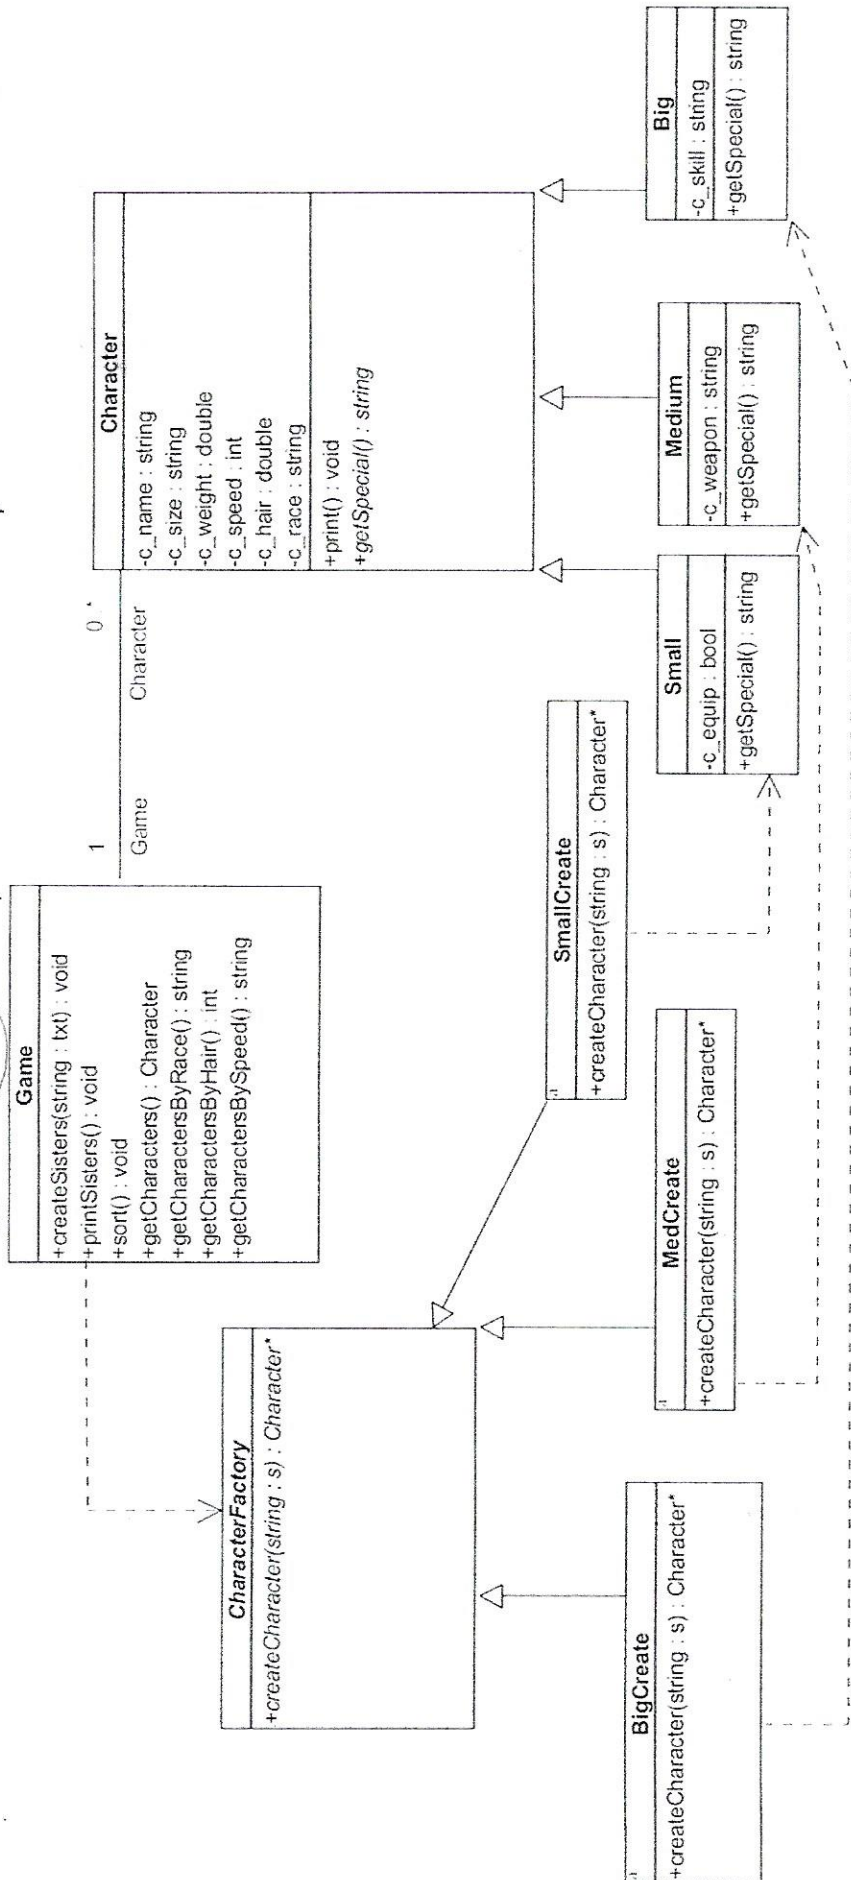 Game
+createSisters(string : txt) : void
+printSisters() : void
+sort() : void
+getCharacters() : Character
+getCharactersByRace() : string
+getCharactersByHair() : int
+getCharactersBySpeed() : string
1
Game
0..*
Character
Character
-c_name : string
-c_size : string
-c_weight : double
-c_speed : int
-c_hair : double
-c_race : string
+print() : void
+getSpecial() : string
CharacterFactory
+createCharacter(string : s) : Character*
BigCreate
+createCharacter(string : s) : Character*
MedCreate
+createCharacter(string : s) : Character*
SmallCreate
+createCharacter(string : s) : Character*
Small
-c_equip : bool
+getSpecial() : string
Medium
-c_weapon : string
+getSpecial() : string
Big
-c_skill : string
+getSpecial() : string